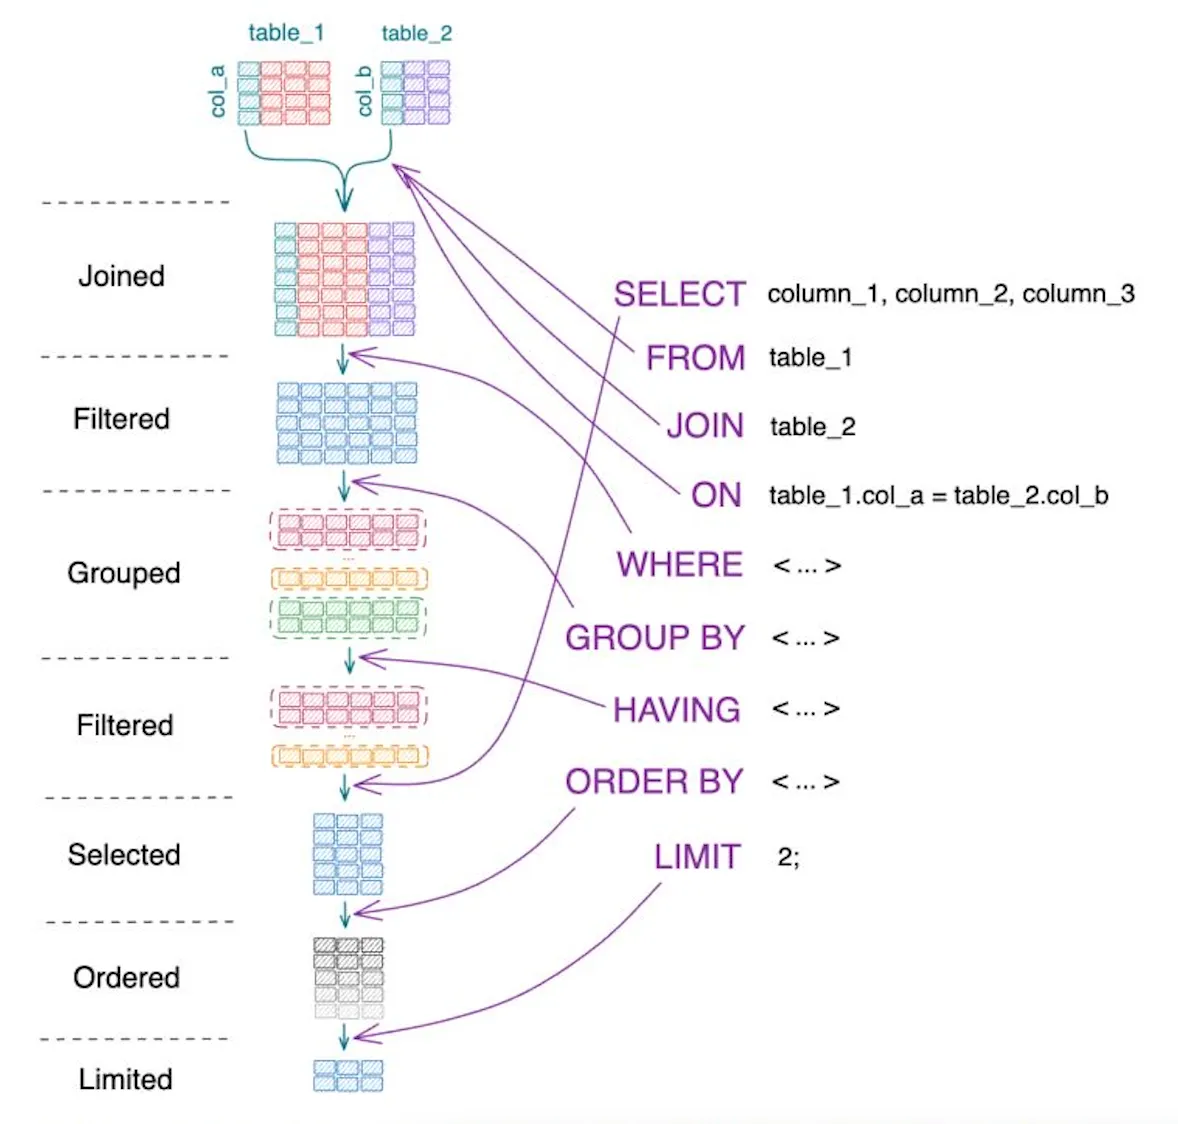 table_1
table_2
col_a
col_b
Joined
Filtered
Grouped
...
Filtered
...
Selected
Ordered
Limited
SELECT column_1, column_2, column_3
FROM table_1
JOIN table_2
ON table_1.col_a = table_2.col_b
WHERE < ... >
GROUP BY < ... >
HAVING < ... >
ORDER BY < ... >
LIMIT 2;